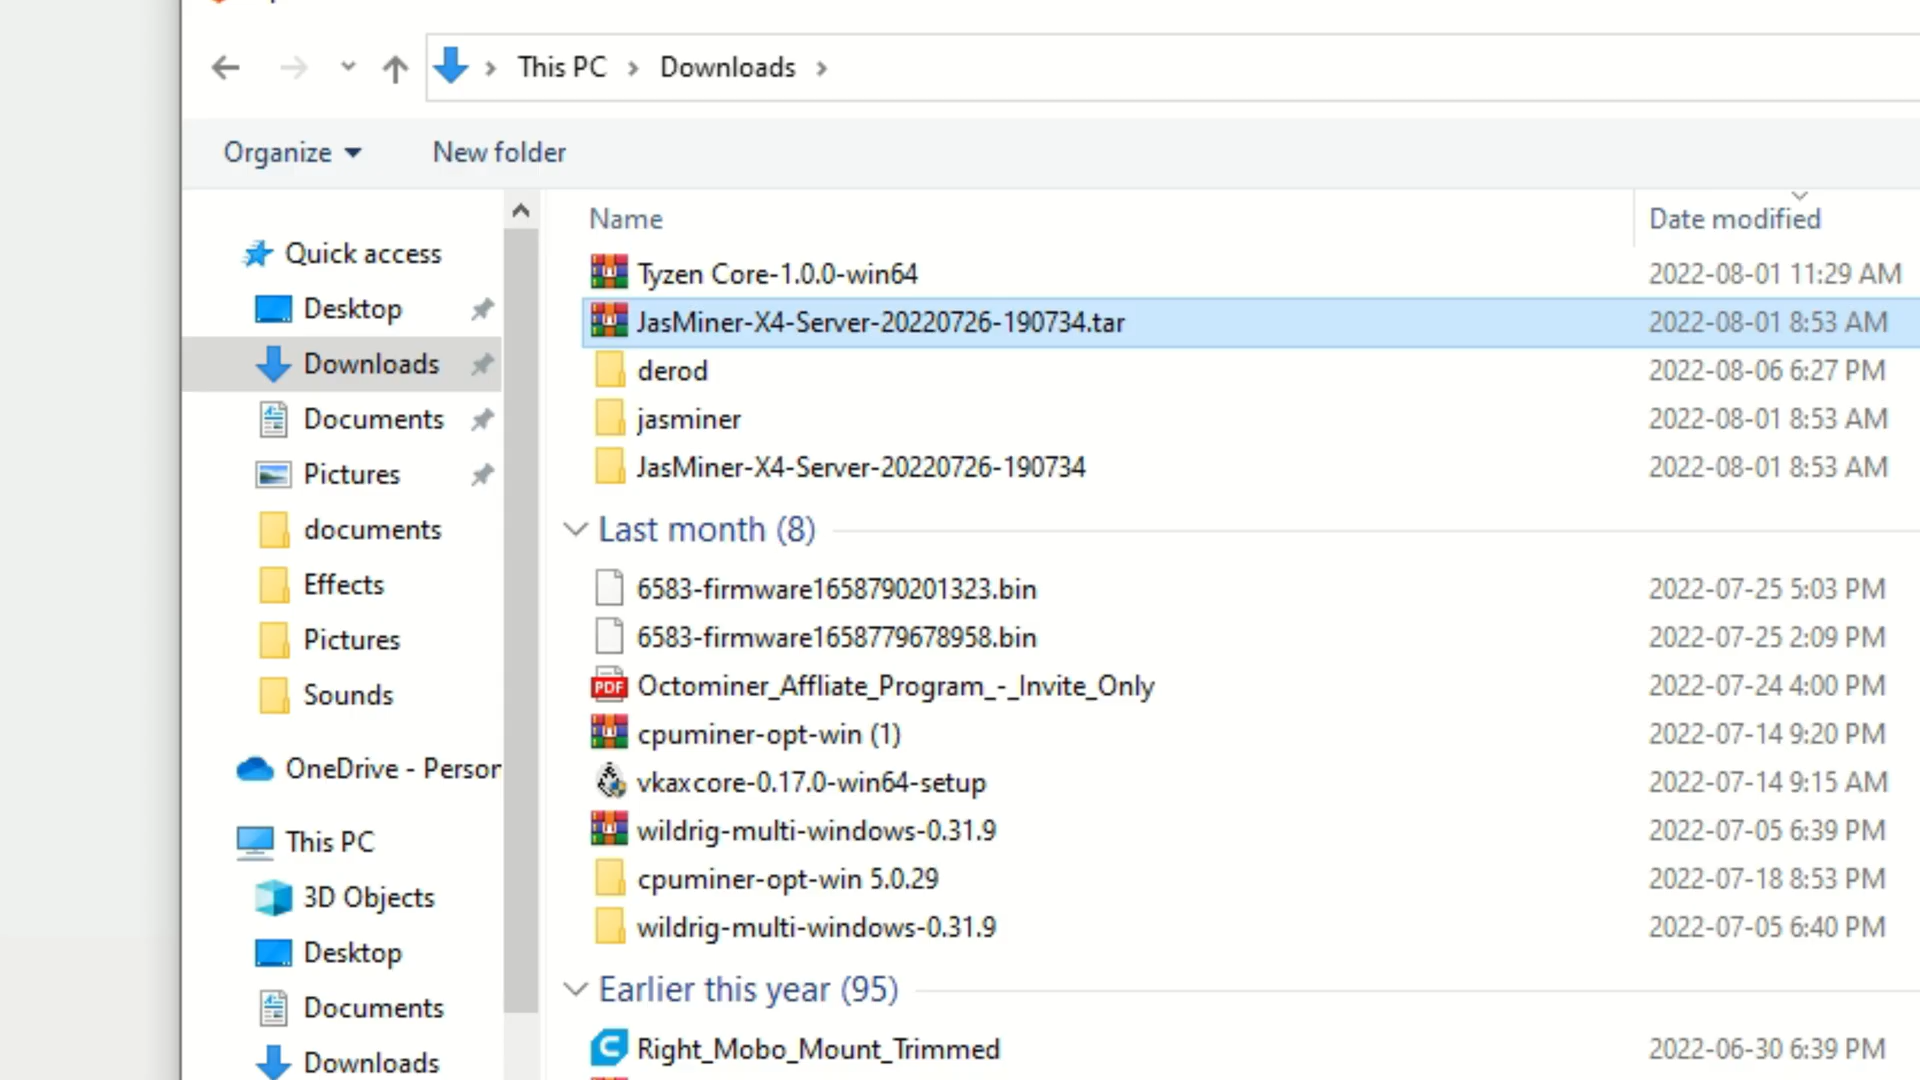 This PC > Downloads >
Organize New folder
Name Date modified
Quick access
Desktop
Downloads
Documents
Pictures
documents
Effects
Pictures
Sounds
OneDrive - Person
This PC
3D Objects
Desktop
Documents
Downloads
Tyzen Core-1.0.0-win64 2022-08-01 11:29 AM
JasMiner-X4-Server-20220726-190734.tar 2022-08-01 8:53 AM
derod 2022-08-06 6:27 PM
jasminer 2022-08-01 8:53 AM
JasMiner-X4-Server-20220726-190734 2022-08-01 8:53 AM
Last month (8)
6583-firmware1658790201323.bin 2022-07-25 5:03 PM
6583-firmware1658779678958.bin 2022-07-25 2:09 PM
PDF Octominer_Affliate_Program_-_Invite_Only 2022-07-24 4:00 PM
cpuminer-opt-win (1) 2022-07-14 9:20 PM
vkaxcore-0.17.0-win64-setup 2022-07-14 9:15 AM
wildrig-multi-windows-0.31.9 2022-07-05 6:39 PM
cpuminer-opt-win 5.0.29 2022-07-18 8:53 PM
wildrig-multi-windows-0.31.9 2022-07-05 6:40 PM
Earlier this year (95)
Right_Mobo_Mount_Trimmed 2022-06-30 6:39 PM